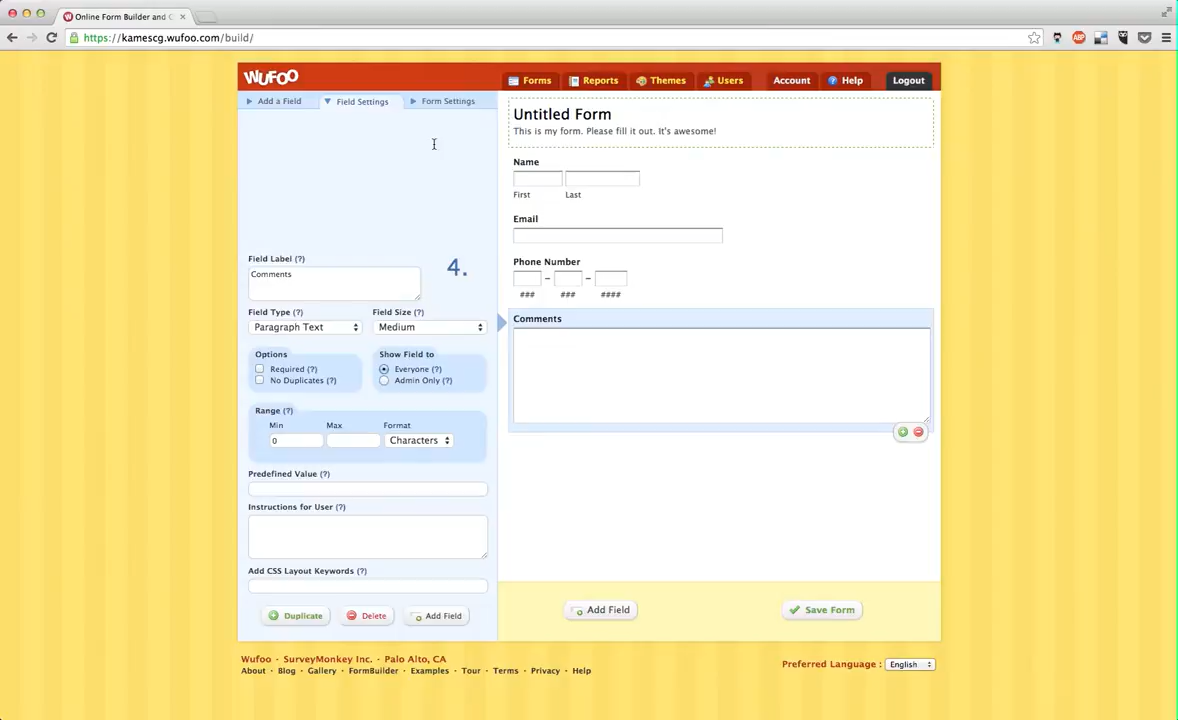 Online Form Builder and C
https://kamescg.wufoo.com/build/
ABP
WUFOO
Forms
Reports
Themes
Users
Account
Help
Logout
Add a Field
Field Settings
Form Settings
Untitled Form
This is my form. Please fill it out. It's awesome!
Name
First Last
Email
Phone Number
### ### ####
Comments
Field Label (?)
4.
Comments
Field Type (?) Field Size (?)
Paragraph Text Medium
Options Show Field to
Required (?) Everyone (?)
No Duplicates (?) Admin Only (?)
Range (?)
Min Max Format
0 Characters
Predefined Value (?)
Instructions for User (?)
Add CSS Layout Keywords (?)
Duplicate Delete Add Field
Add Field Save Form
Wufoo · SurveyMonkey Inc. · Palo Alto, CA
About · Blog · Gallery · FormBuilder · Examples · Tour · Terms · Privacy · Help
Preferred Language : English